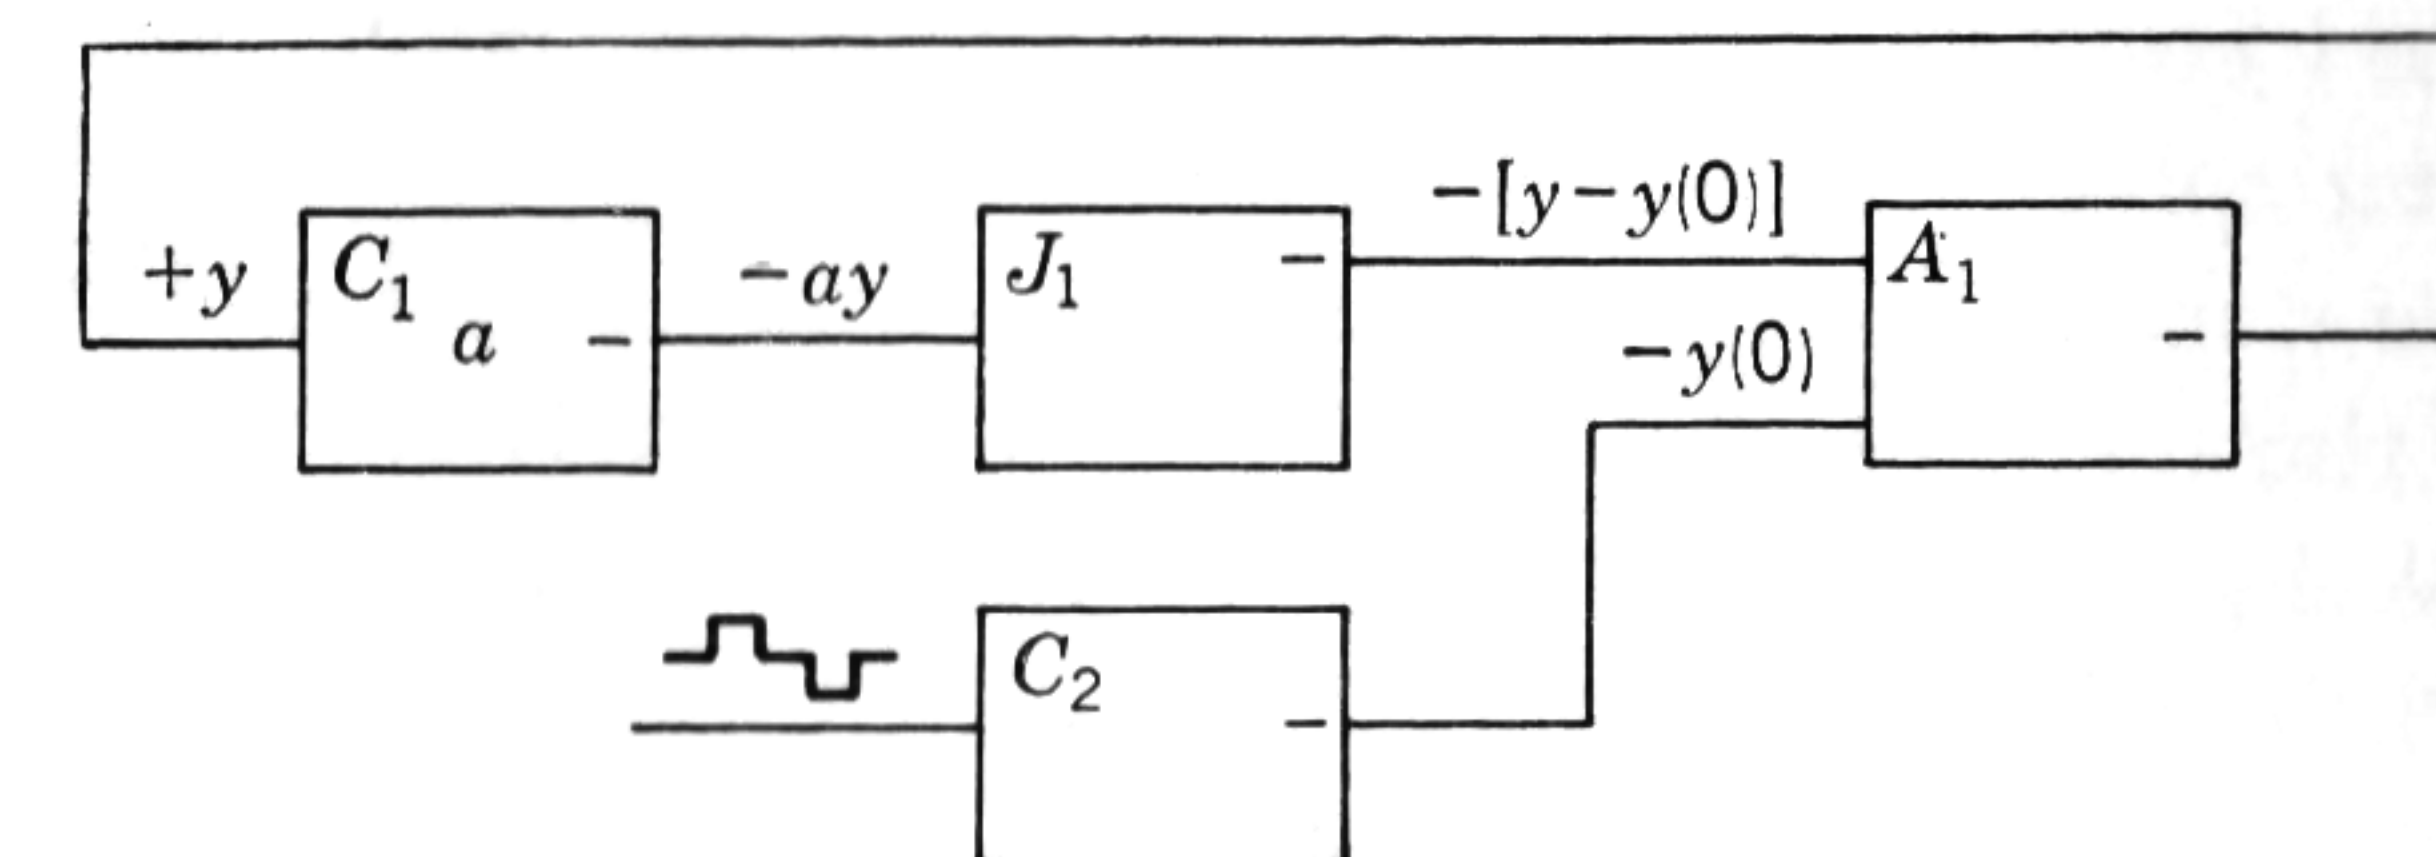 −[y−y(0)]
+y
C₁
a −
−ay
J₁ −
A₁ −
−y(0)
C₂ −